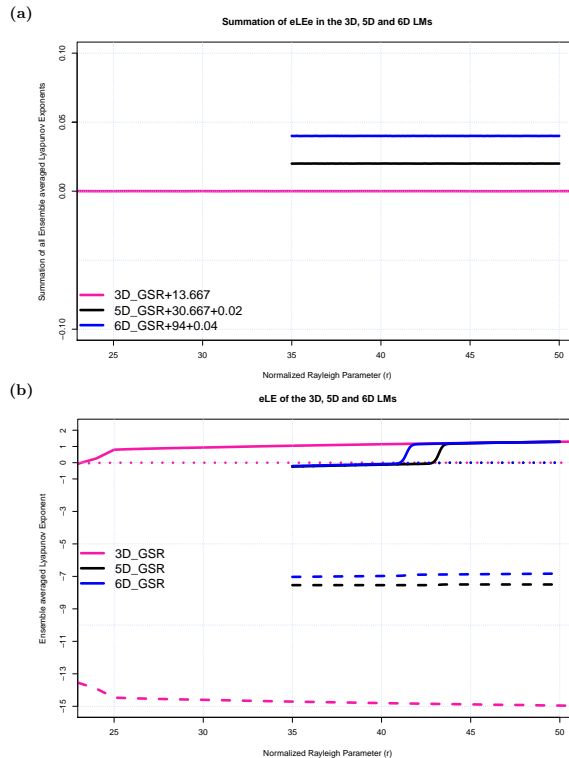 (a)
Summation of eLEe in the 3D, 5D and 6D LMs
Summation of all Ensemble averaged Lyapunov Exponents
0.10
0.05
0.00
−0.10
3D_GSR+13.667
5D_GSR+30.667+0.02
6D_GSR+94+0.04
25 30 35 40 45 50
Normalized Rayleigh Parameter (r)
(b)
eLE of the 3D, 5D and 6D LMs
Ensemble averaged Lyapunov Exponent
2
1
0
−1
−3
−5
−7
−9
−11
−13
−15
3D_GSR
5D_GSR
6D_GSR
25 30 35 40 45 50
Normalized Rayleigh Parameter (r)